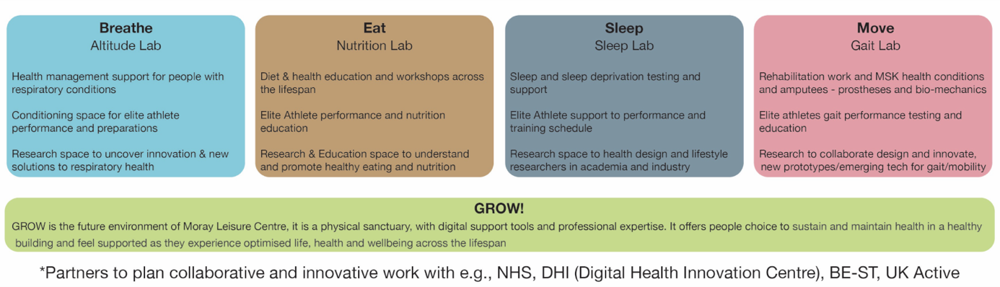 Breathe
Altitude Lab
Health management support for people with
respiratory conditions
Conditioning space for elite athlete
performance and preparations
Research space to uncover innovation & new
solutions to respiratory health
Eat
Nutrition Lab
Diet & health education and workshops across
the lifespan
Elite Athlete performance and nutrition
education
Research & Education space to understand
and promote healthy eating and nutrition
Sleep
Sleep Lab
Sleep and sleep deprivation testing and
support
Elite Athlete support to performance and
training schedule
Research space to health design and lifestyle
researchers in academia and industry
Move
Gait Lab
Rehabilitation work and MSK health conditions
and amputees - prostheses and bio-mechanics
Elite athletes gait performance testing and
education
Research to collaborate design and innovate,
new prototypes/emerging tech for gait/mobility
GROW!
GROW is the future environment of Moray Leisure Centre, it is a physical sanctuary, with digital support tools and professional expertise. It offers people choice to sustain and maintain health in a healthy
building and feel supported as they experience optimised life, health and wellbeing across the lifespan
*Partners to plan collaborative and innovative work with e.g., NHS, DHI (Digital Health Innovation Centre), BE-ST, UK Active